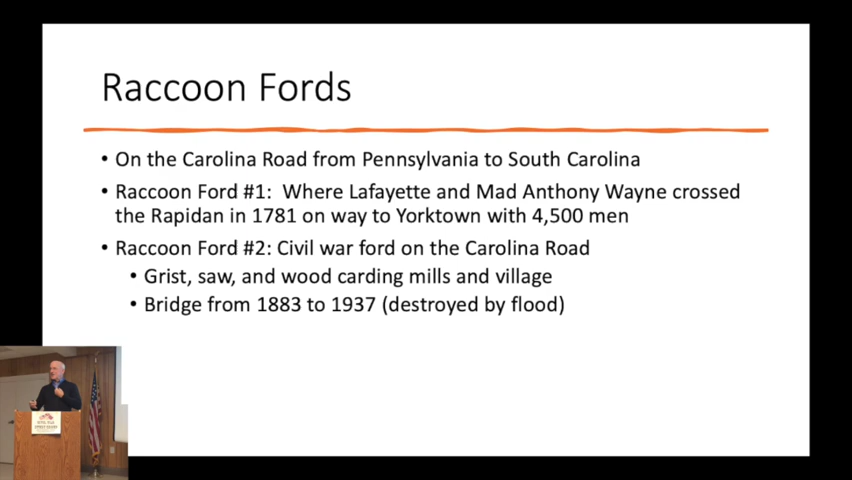 Raccoon Fords
• On the Carolina Road from Pennsylvania to South Carolina
• Raccoon Ford #1:  Where Lafayette and Mad Anthony Wayne crossed
the Rapidan in 1781 on way to Yorktown with 4,500 men
• Raccoon Ford #2: Civil war ford on the Carolina Road
• Grist, saw, and wood carding mills and village
• Bridge from 1883 to 1937 (destroyed by flood)